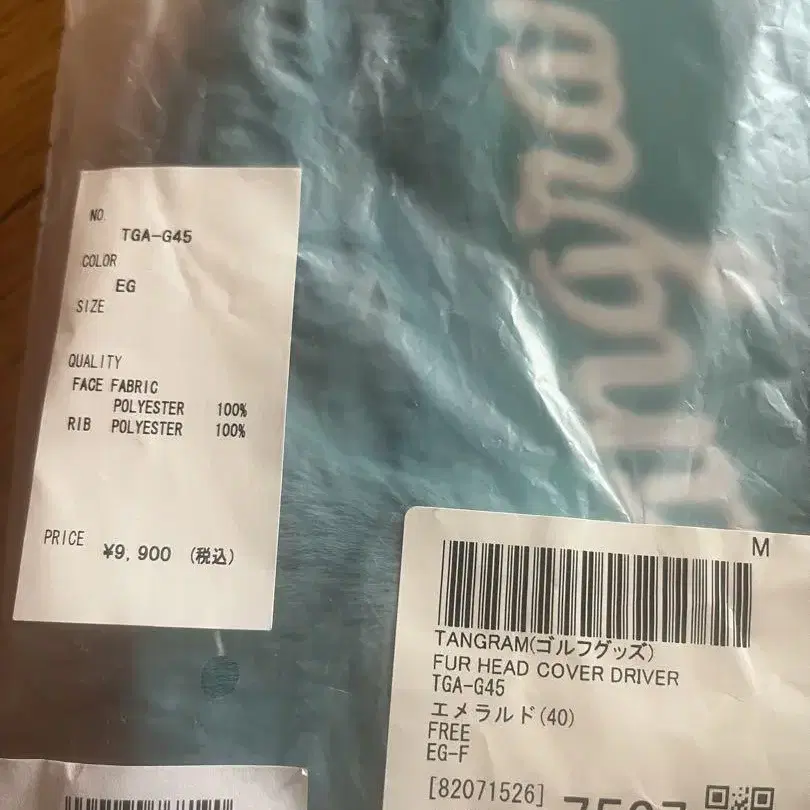 NO.
TGA-G45
COLOR
EG
SIZE
QUALITY
FACE FABRIC
POLYESTER 100%
RIB POLYESTER 100%
PRICE ¥9,900 (税込)
M
TANGRAM(ゴルフグッズ)
FUR HEAD COVER DRIVER
TGA-G45
エメラルド(40)
FREE
EG-F
[82071526]